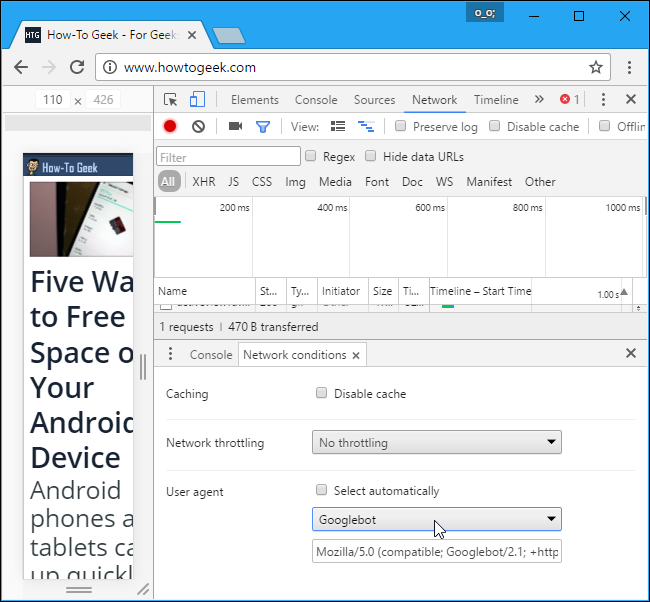 o_o;
HTG How-To Geek - For Geeks
www.howtogeek.com
110 x 426
Elements Console Sources Network Timeline » 1
View: Preserve log Disable cache Offlin
Filter Regex Hide data URLs
All XHR JS CSS Img Media Font Doc WS Manifest Other
200 ms 400 ms 600 ms 800 ms 1000 ms
Name St... Ty... Initiator Size Ti... Timeline – Start Time 1.00 s
1 requests | 470 B transferred
Console Network conditions ×
Caching Disable cache
Network throttling No throttling
User agent Select automatically
Googlebot
Mozilla/5.0 (compatible; Googlebot/2.1; +http
How-To Geek
Five Wa
to Free
Space o
Your
Android
Device
Android
phones a
tablets ca
up quickl